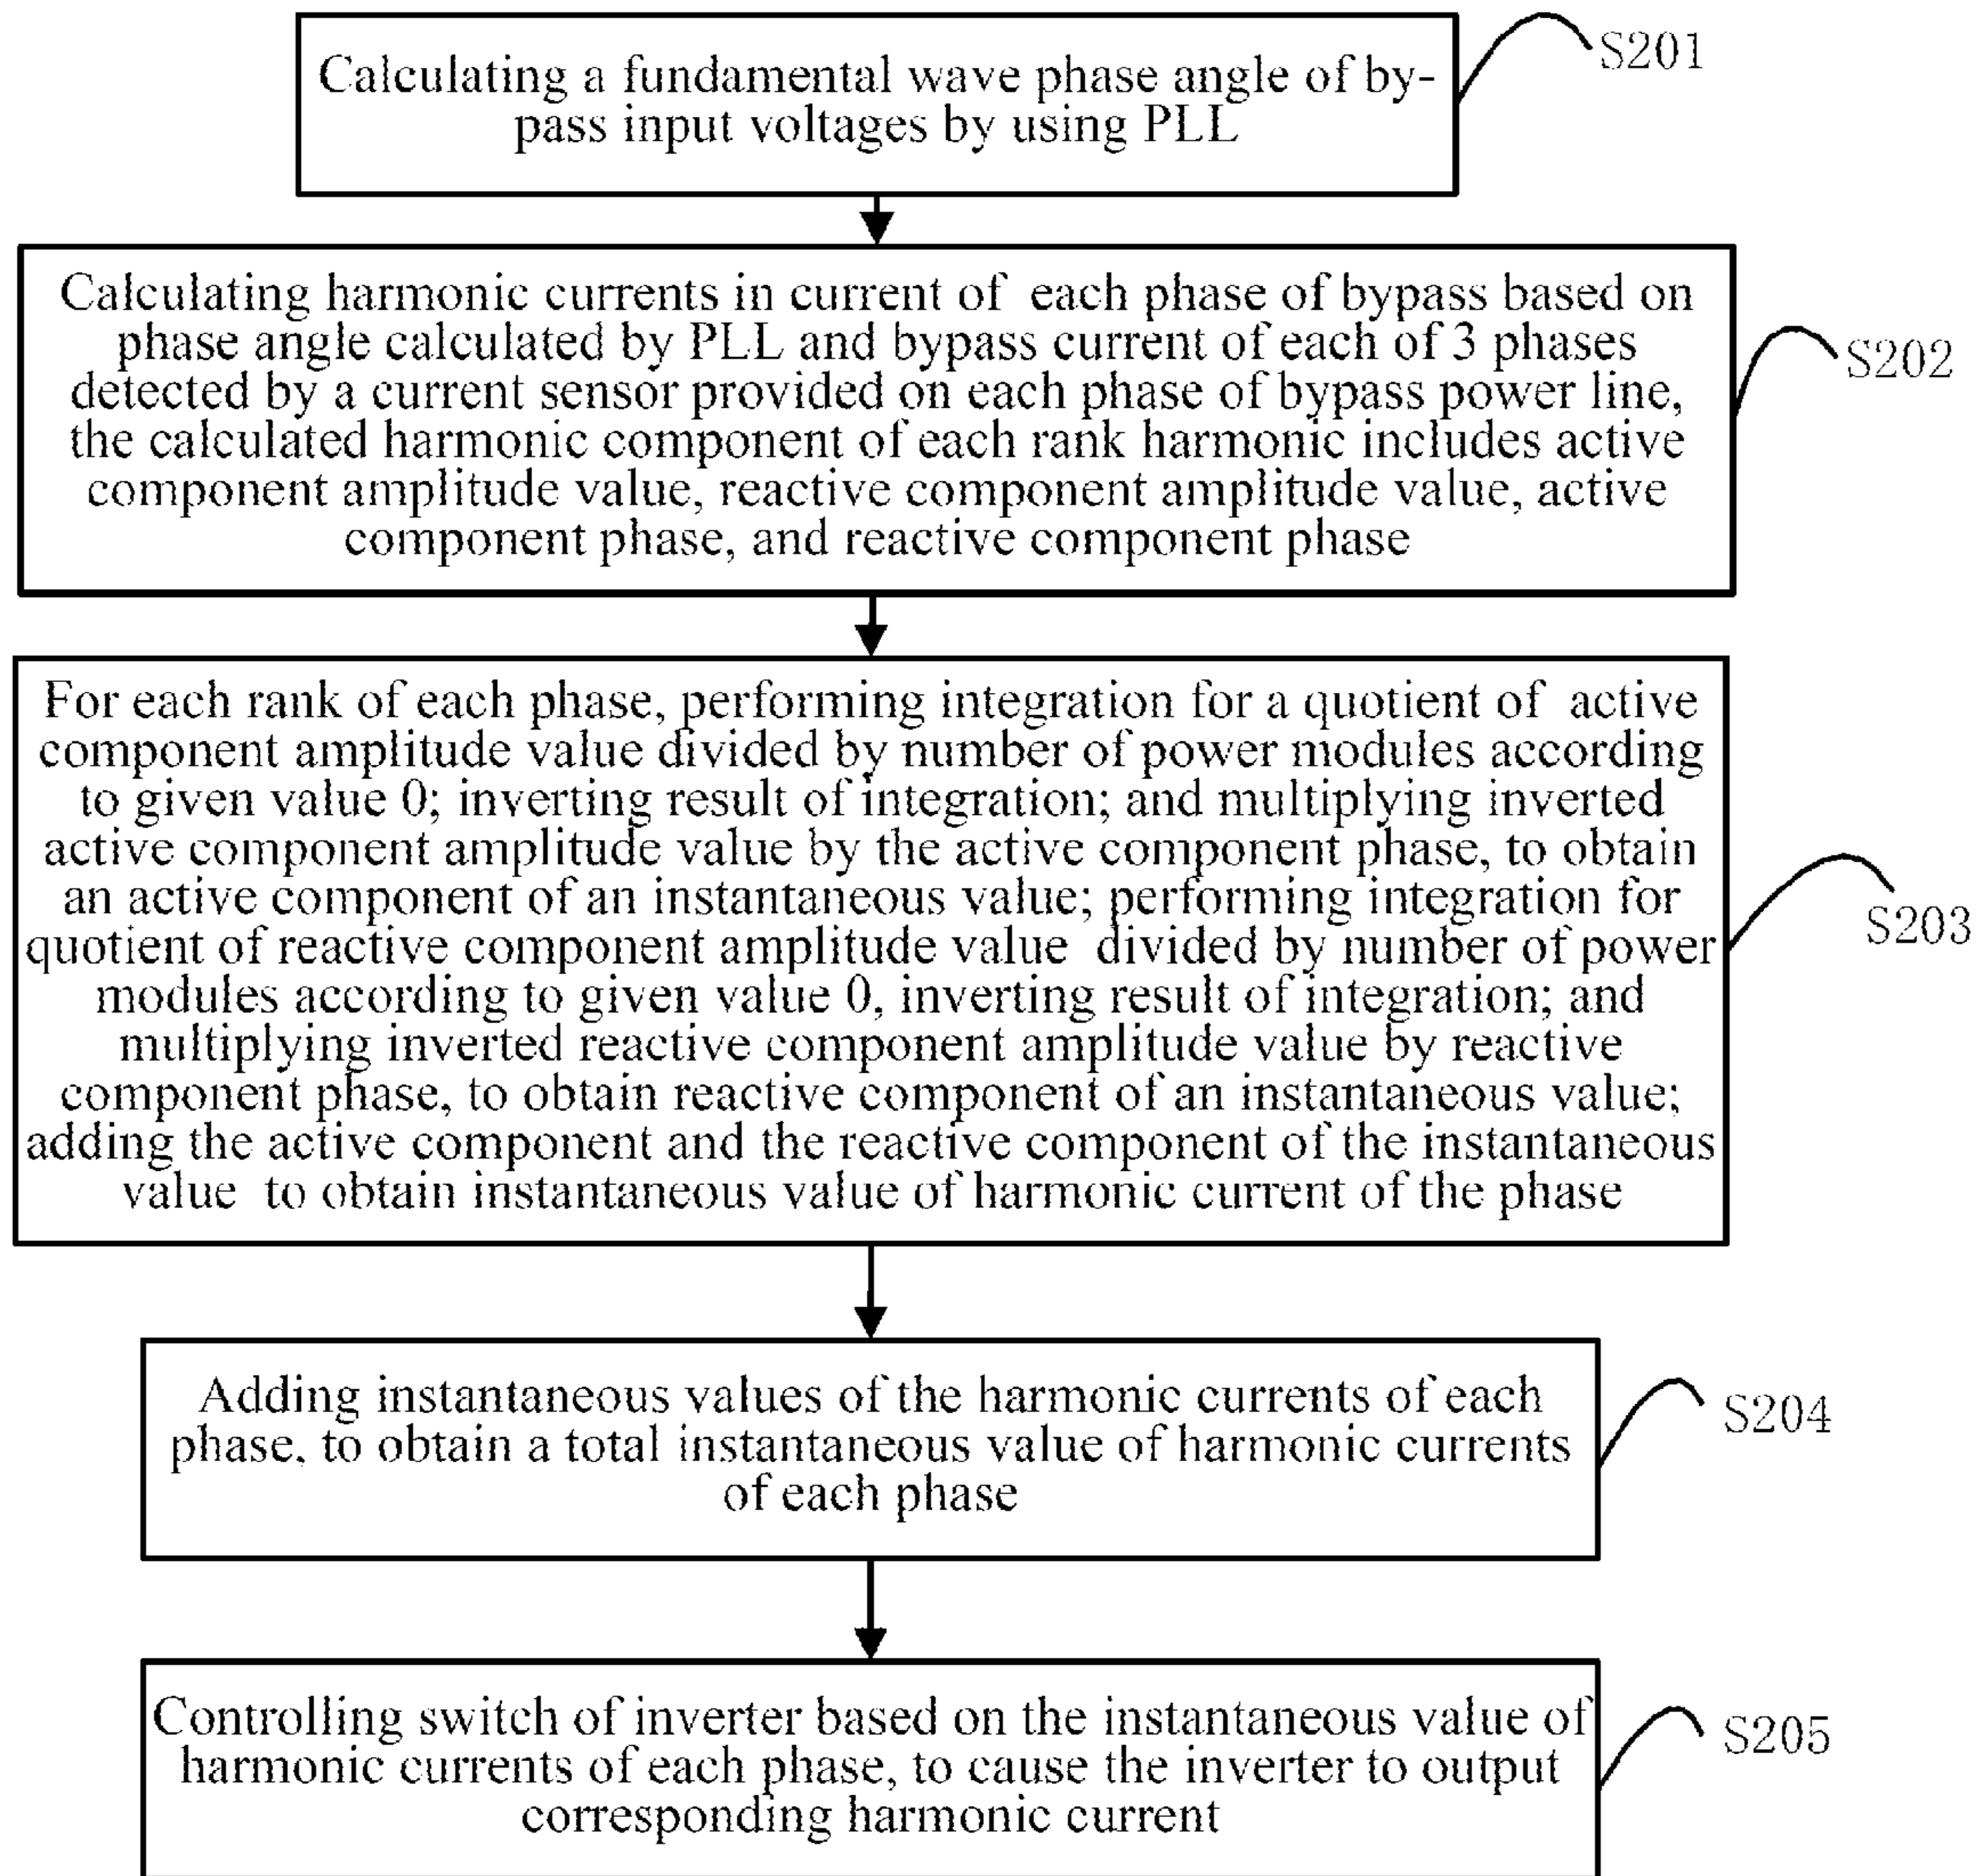 Calculating a fundamental wave phase angle of by-
pass input voltages by using PLL
S201
Calculating harmonic currents in current of each phase of bypass based on
phase angle calculated by PLL and bypass current of each of 3 phases
detected by a current sensor provided on each phase of bypass power line,
the calculated harmonic component of each rank harmonic includes active
component amplitude value, reactive component amplitude value, active
component phase, and reactive component phase
S202
For each rank of each phase, performing integration for a quotient of active
component amplitude value divided by number of power modules according
to given value 0; inverting result of integration; and multiplying inverted
active component amplitude value by the active component phase, to obtain
an active component of an instantaneous value; performing integration for
quotient of reactive component amplitude value divided by number of power
modules according to given value 0, inverting result of integration; and
multiplying inverted reactive component amplitude value by reactive
component phase, to obtain reactive component of an instantaneous value;
adding the active component and the reactive component of the instantaneous
value to obtain instantaneous value of harmonic current of the phase
S203
Adding instantaneous values of the harmonic currents of each
phase, to obtain a total instantaneous value of harmonic currents
of each phase
S204
Controlling switch of inverter based on the instantaneous value of
harmonic currents of each phase, to cause the inverter to output
corresponding harmonic current
S205